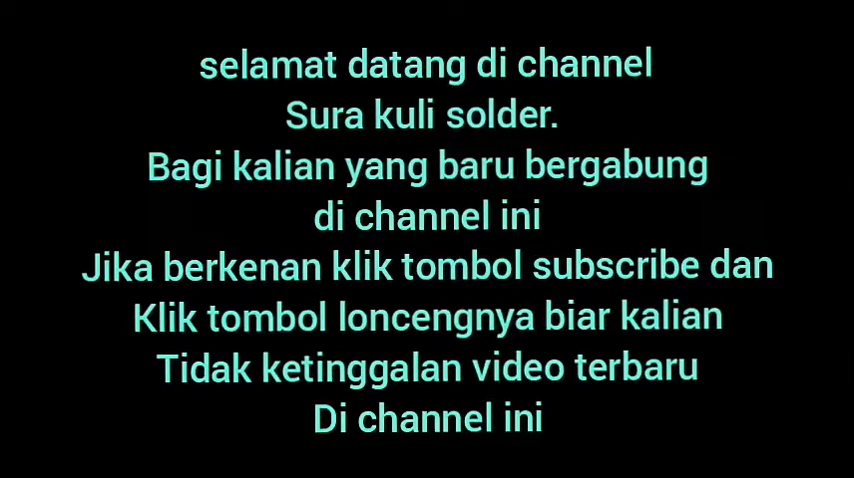 selamat datang di channel
Sura kuli solder.
Bagi kalian yang baru bergabung
di channel ini
Jika berkenan klik tombol subscribe dan
Klik tombol loncengnya biar kalian
Tidak ketinggalan video terbaru
Di channel ini